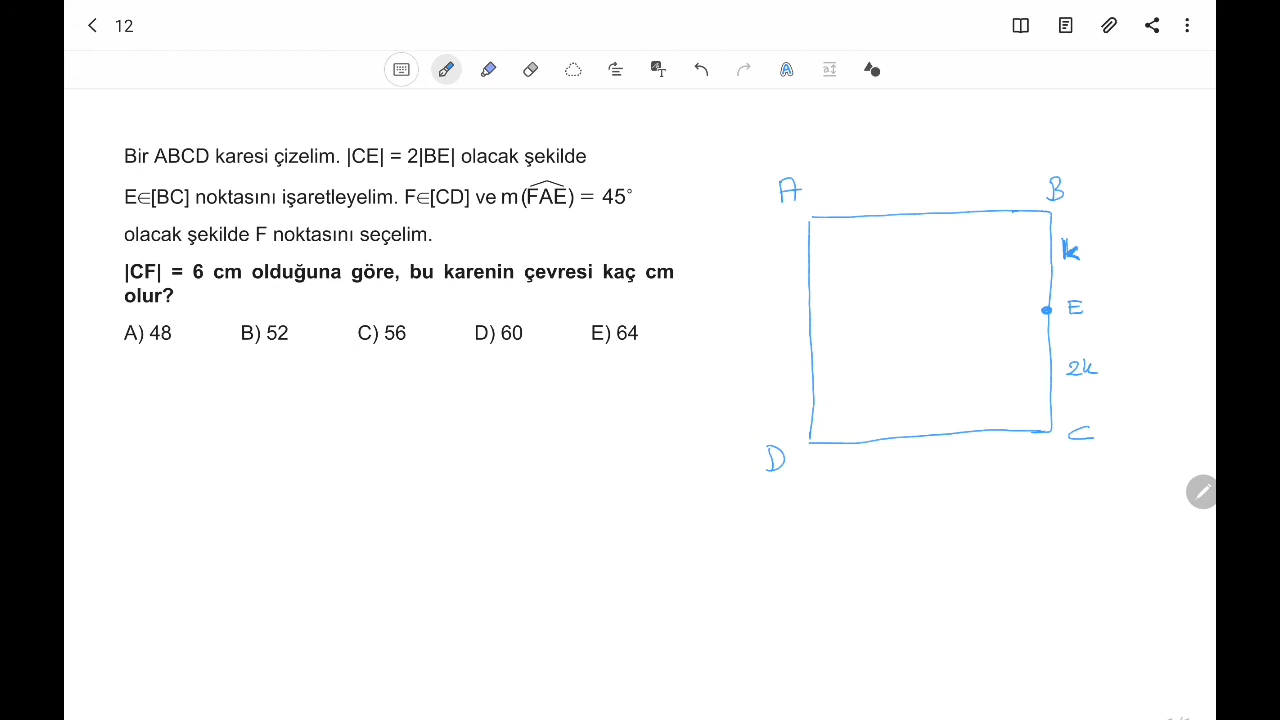 12
Bir ABCD karesi çizelim. |CE| = 2|BE| olacak şekilde
E∈[BC] noktasını işaretleyelim. F∈[CD] ve m(FAE) = 45°
olacak şekilde F noktasını seçelim.
|CF| = 6 cm olduğuna göre, bu karenin çevresi kaç cm
olur?
A) 48 B) 52 C) 56 D) 60 E) 64
A B
k
E
2k
C
D